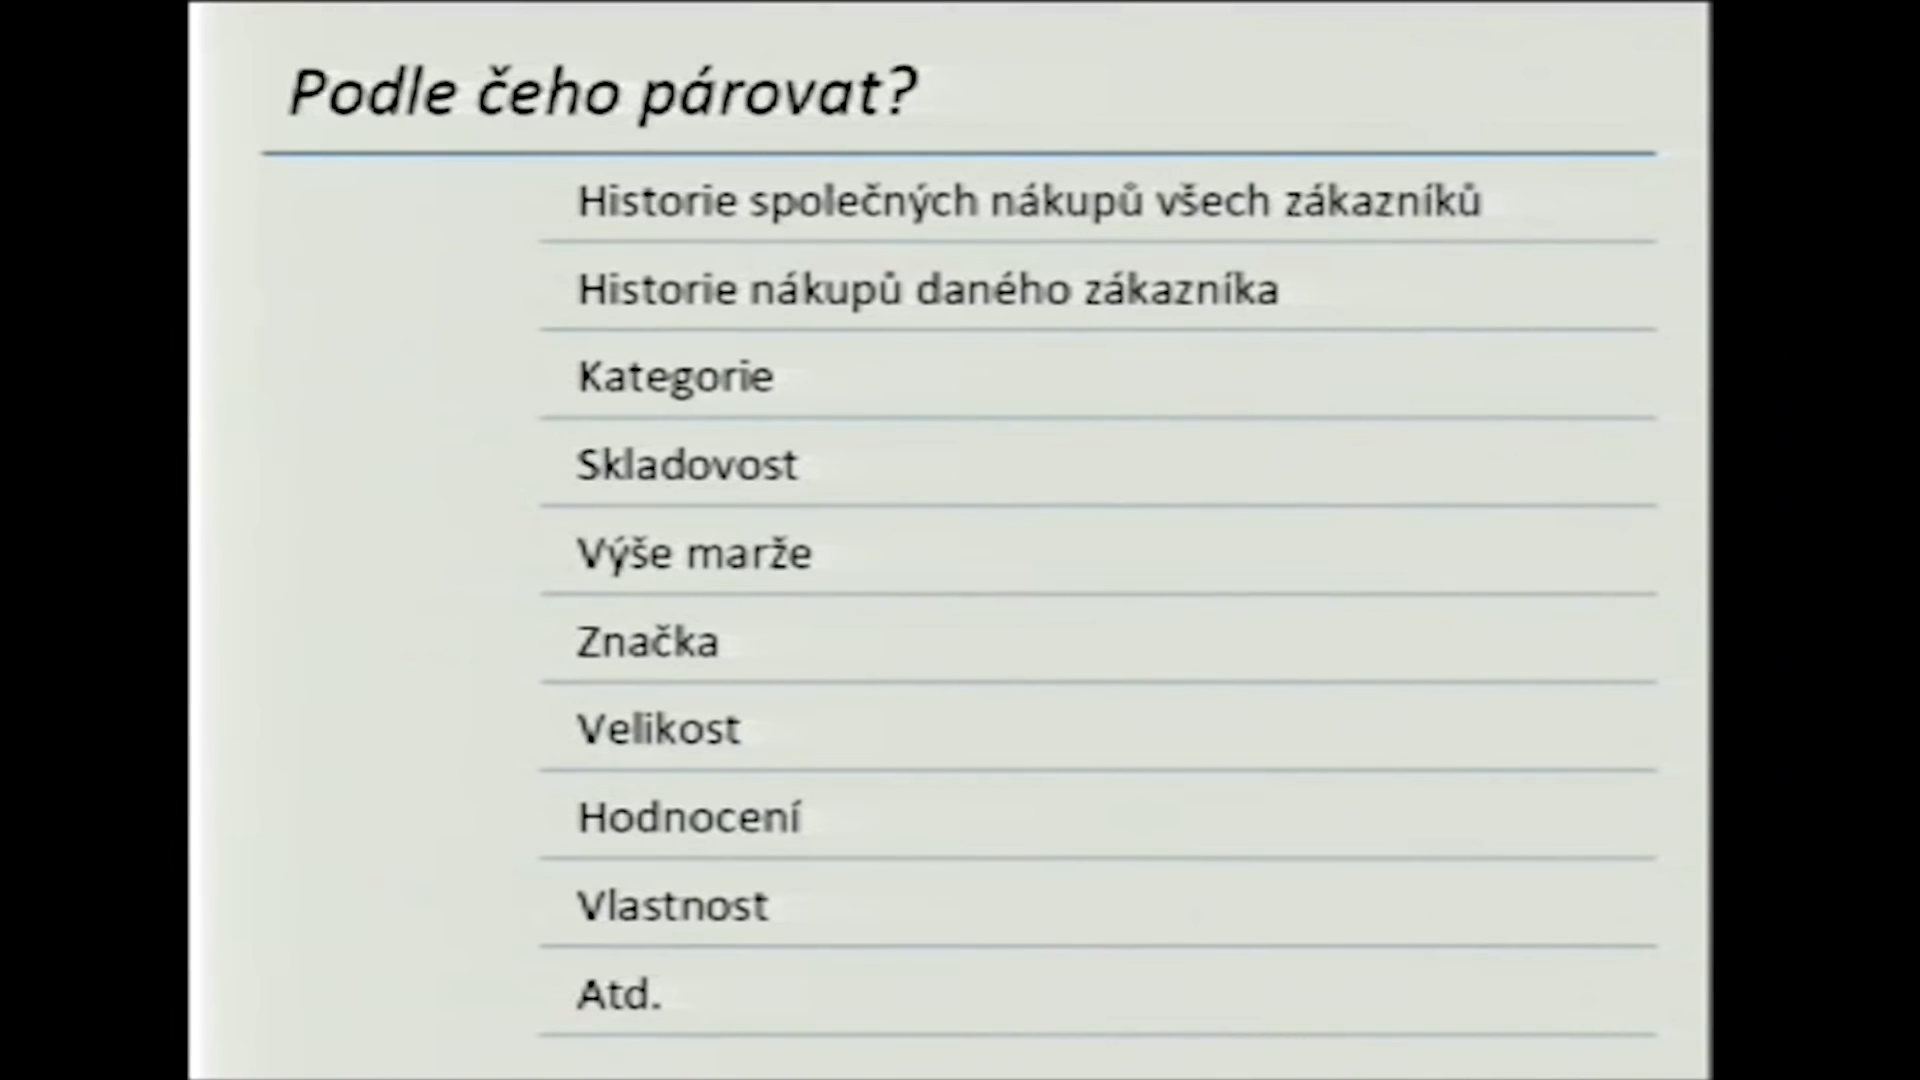 Podle čeho párovat?
Historie společných nákupů všech zákazníků
Historie nákupů daného zákazníka
Kategorie
Skladovost
Výše marže
Značka
Velikost
Hodnocení
Vlastnost
Atd.